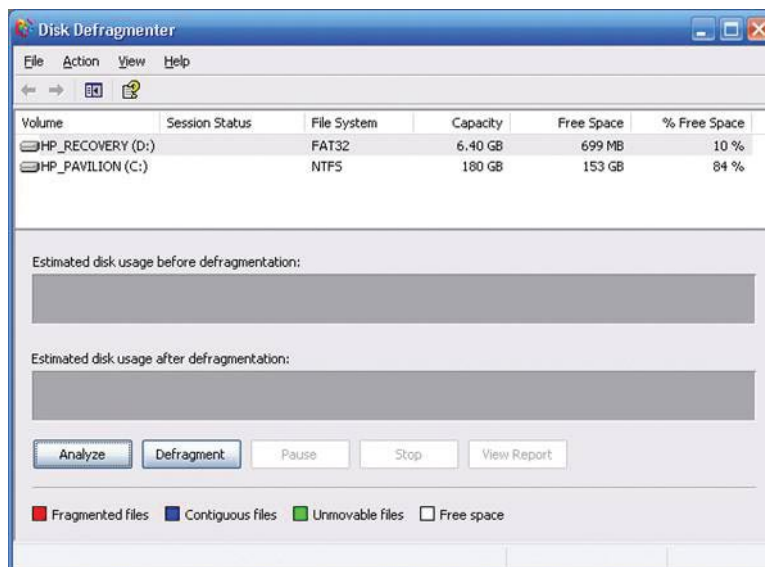 Disk Defragmenter
File Action View Help
Volume Session Status File System Capacity Free Space % Free Space
HP_RECOVERY (D:) FAT32 6.40 GB 699 MB 10 %
HP_PAVILION (C:) NTFS 180 GB 153 GB 84 %
Estimated disk usage before defragmentation:
Estimated disk usage after defragmentation:
Analyze Defragment Pause Stop View Report
Fragmented files Contiguous files Unmovable files Free space